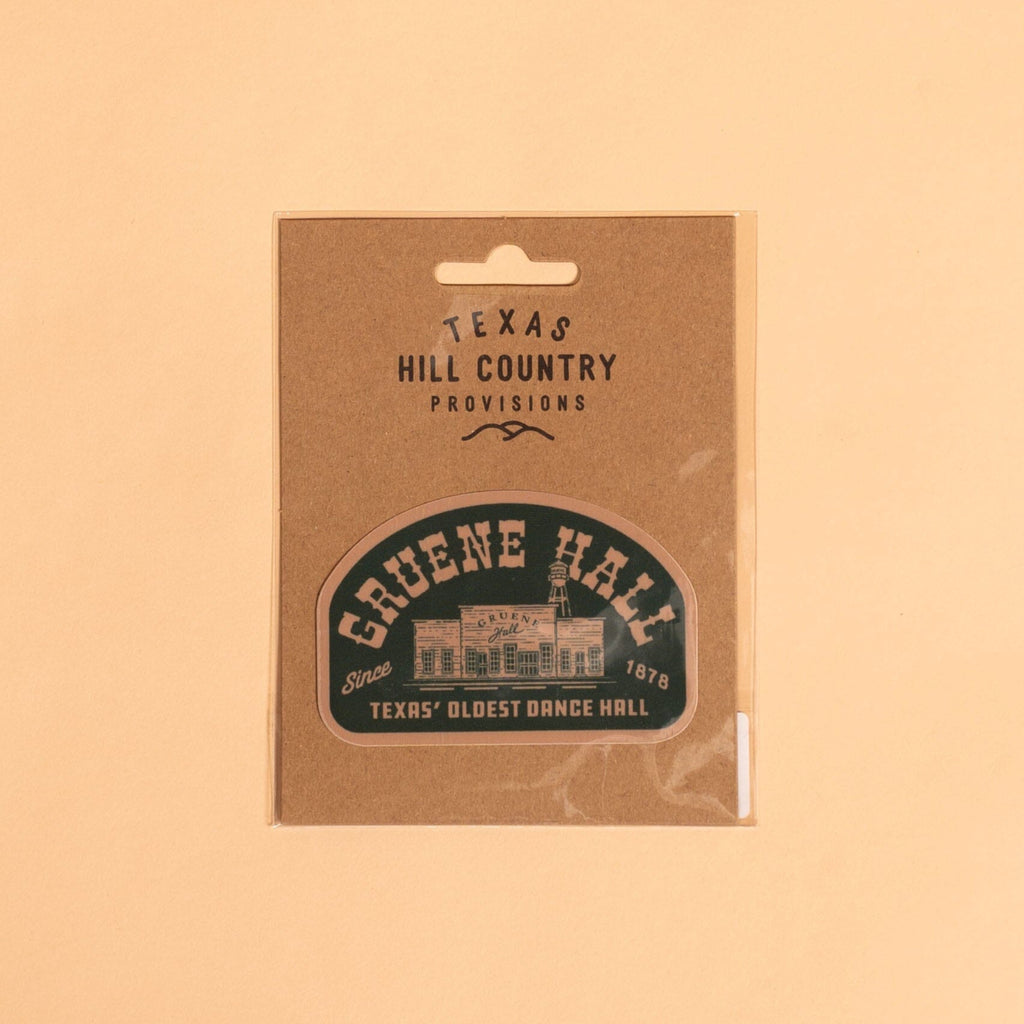 TEXAS
HILL COUNTRY
PROVISIONS
GRUENE HALL
GRUENE
Hall
Since 1878
TEXAS' OLDEST DANCE HALL